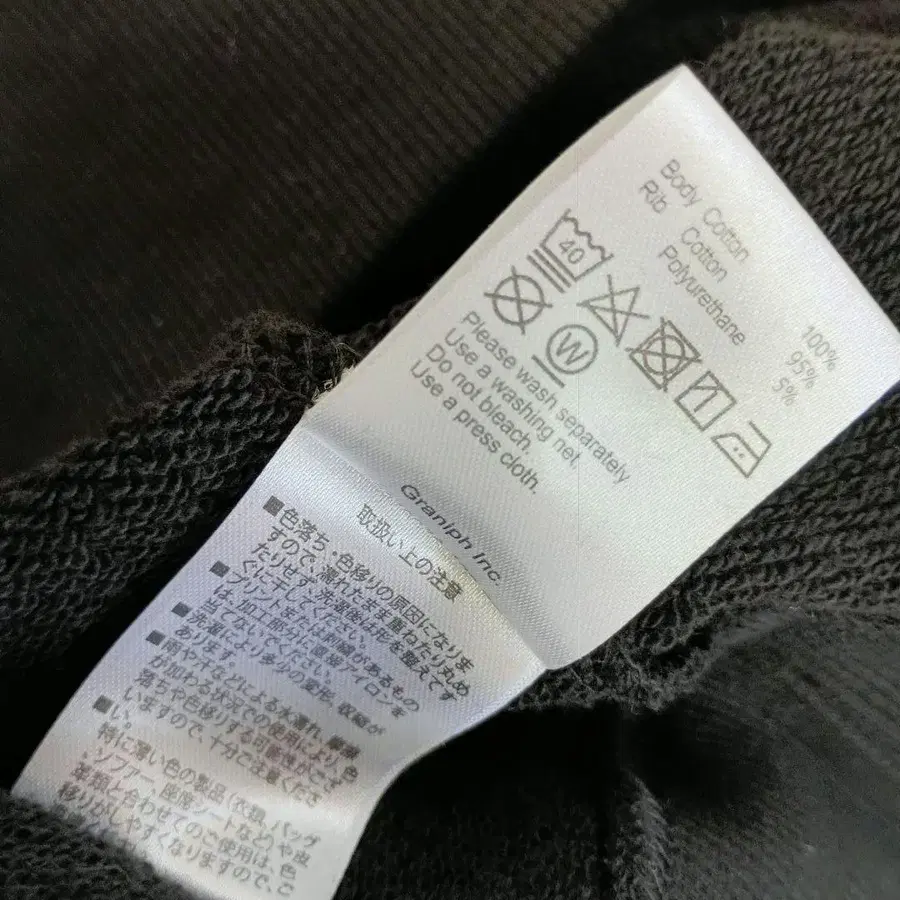 Body Cotton 100%
Rib Cotton 95%
Polyurethane 5%
40
W
Please wash separately
Use a washing net.
Do not bleach.
Use a press cloth.
Graniph Inc
取扱い上の注意
■色落ち・色移りの原因になりま
すので、濡れたまま重ねたり丸め
たりせず、洗濯後は形を整えてす
ぐに干してください。
■プリントまたは刺繍があるもの
は、加工部分に直接アイロンを
当てないでください。
■洗濯により多少の変形、収縮が
あります。
■雨や汗などによる水濡れ、摩擦
が加わる状況での使用により色
落ちや色移りする可能性がござ
いますので、十分ご注意くださ
い。
■特に薄い色の製品(衣類、バッグ
、ソファー、座席シートなど)や皮
革類と合わせてのご使用は、色
移りがしやすくなりますので、ご